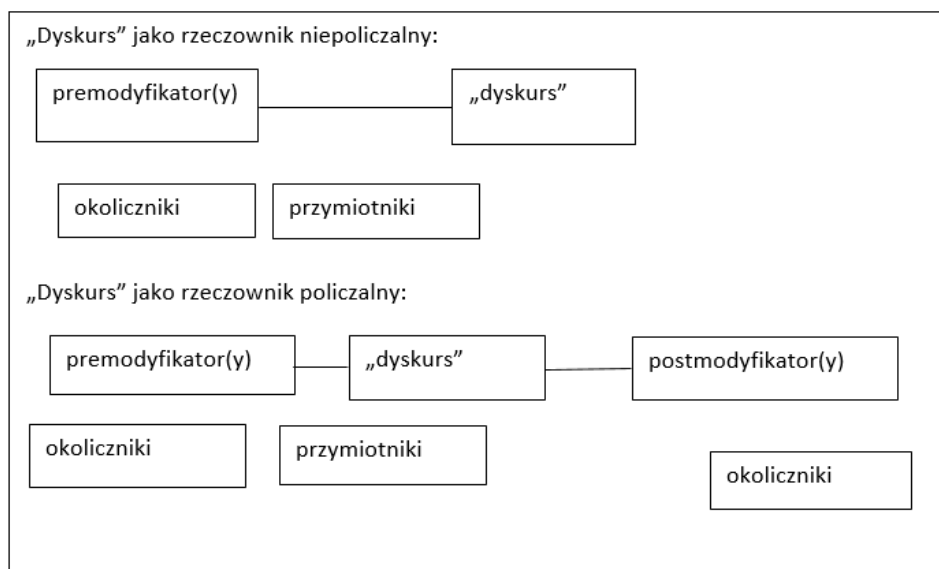 „Dyskurs” jako rzeczownik niepoliczalny:
premodyfikator(y)
„dyskurs”
okoliczniki
przymiotniki
„Dyskurs” jako rzeczownik policzalny:
premodyfikator(y)
„dyskurs”
postmodyfikator(y)
okoliczniki
przymiotniki
okoliczniki